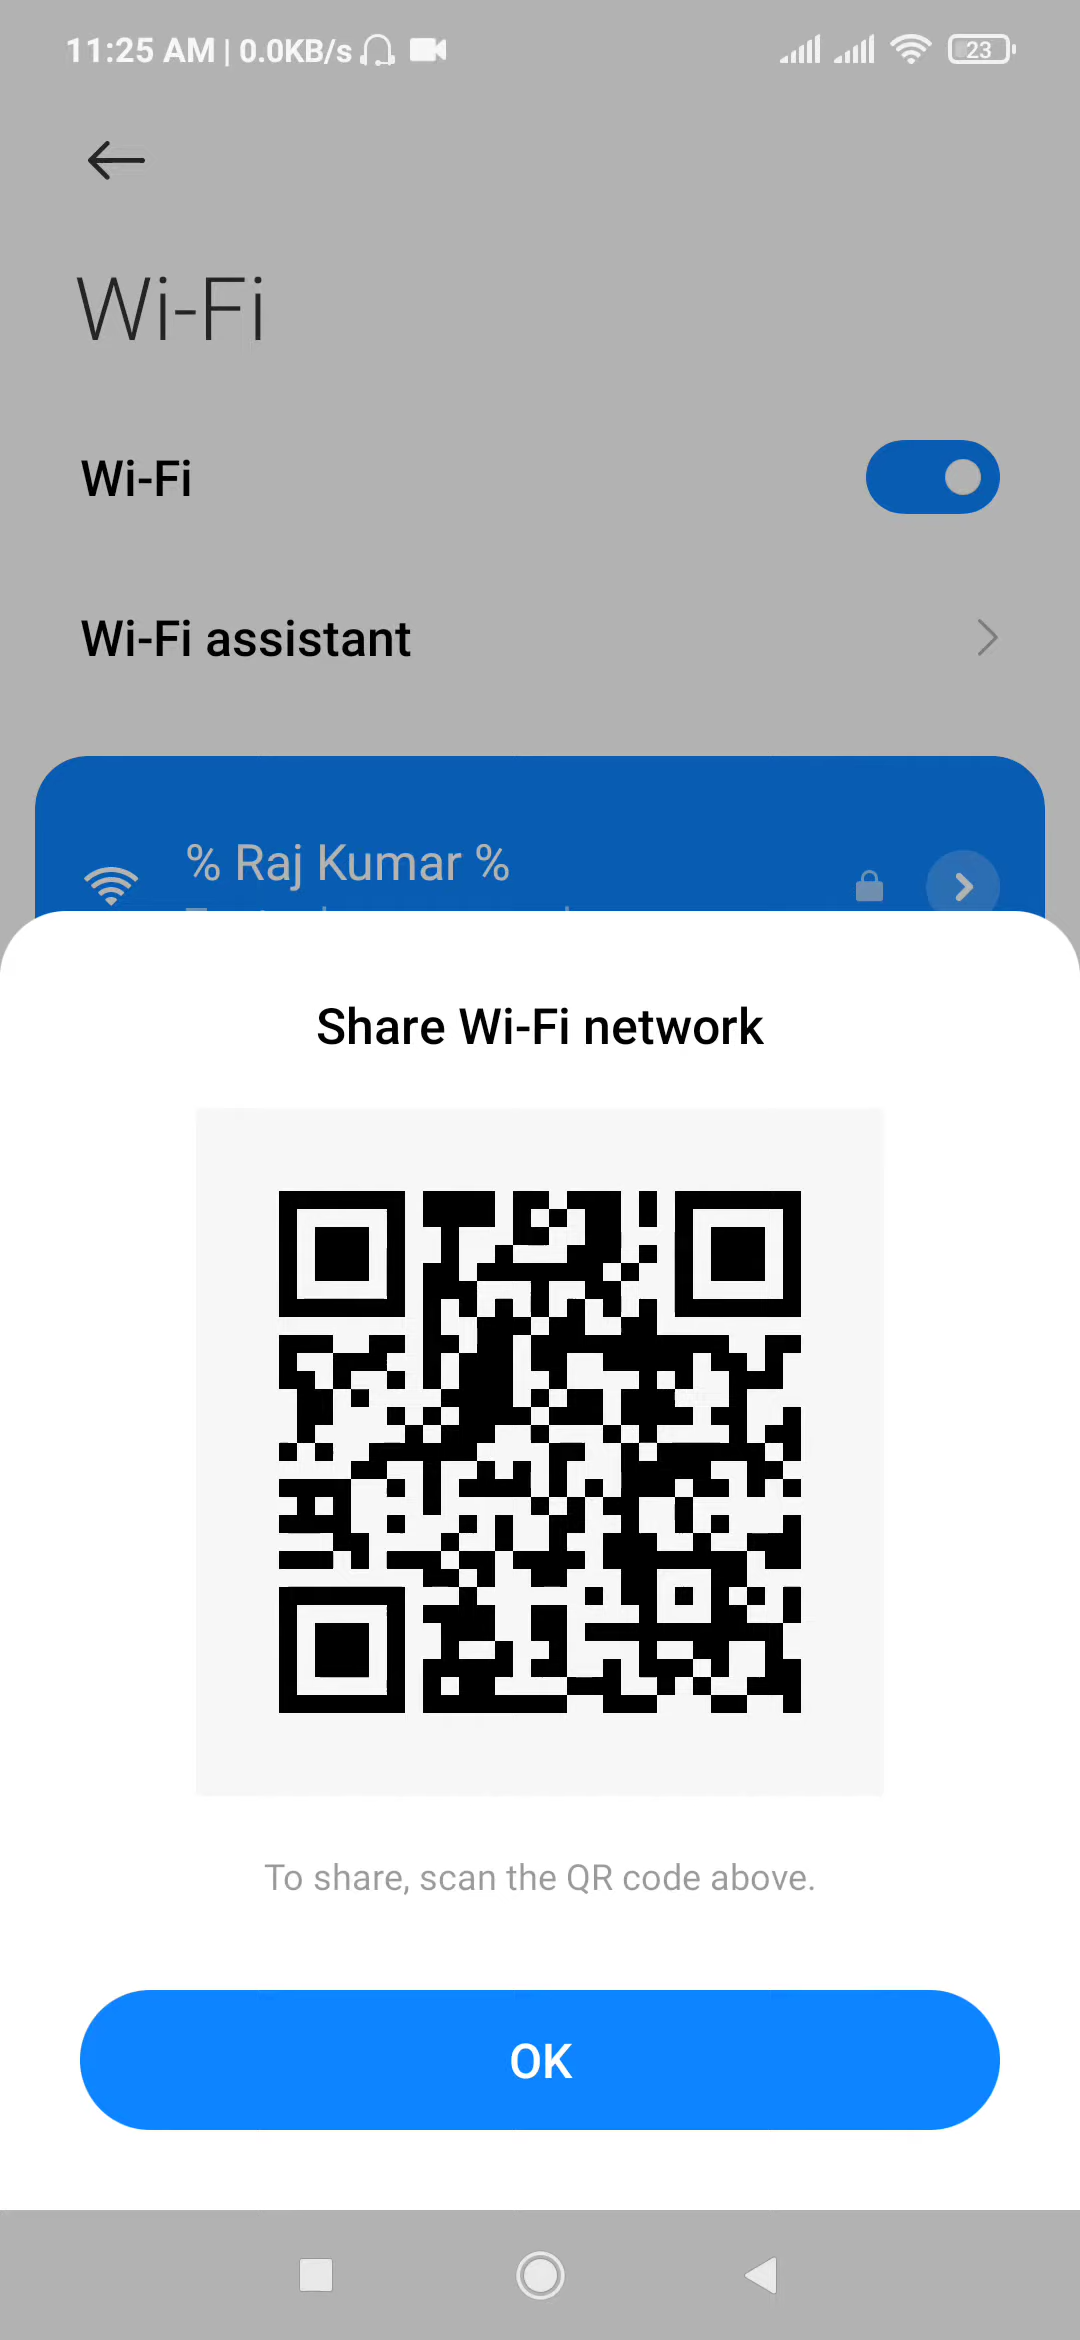 11:25 AM | 0.0KB/s
23
Wi-Fi
Wi-Fi
Wi-Fi assistant
% Raj Kumar %
Share Wi-Fi network
To share, scan the QR code above.
OK